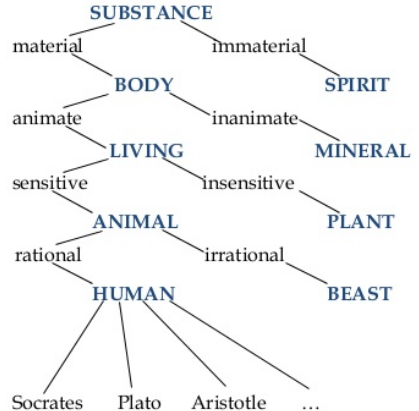 SUBSTANCE
material immaterial
BODY SPIRIT
animate inanimate
LIVING MINERAL
sensitive insensitive
ANIMAL PLANT
rational irrational
HUMAN BEAST
Socrates Plato Aristotle ...